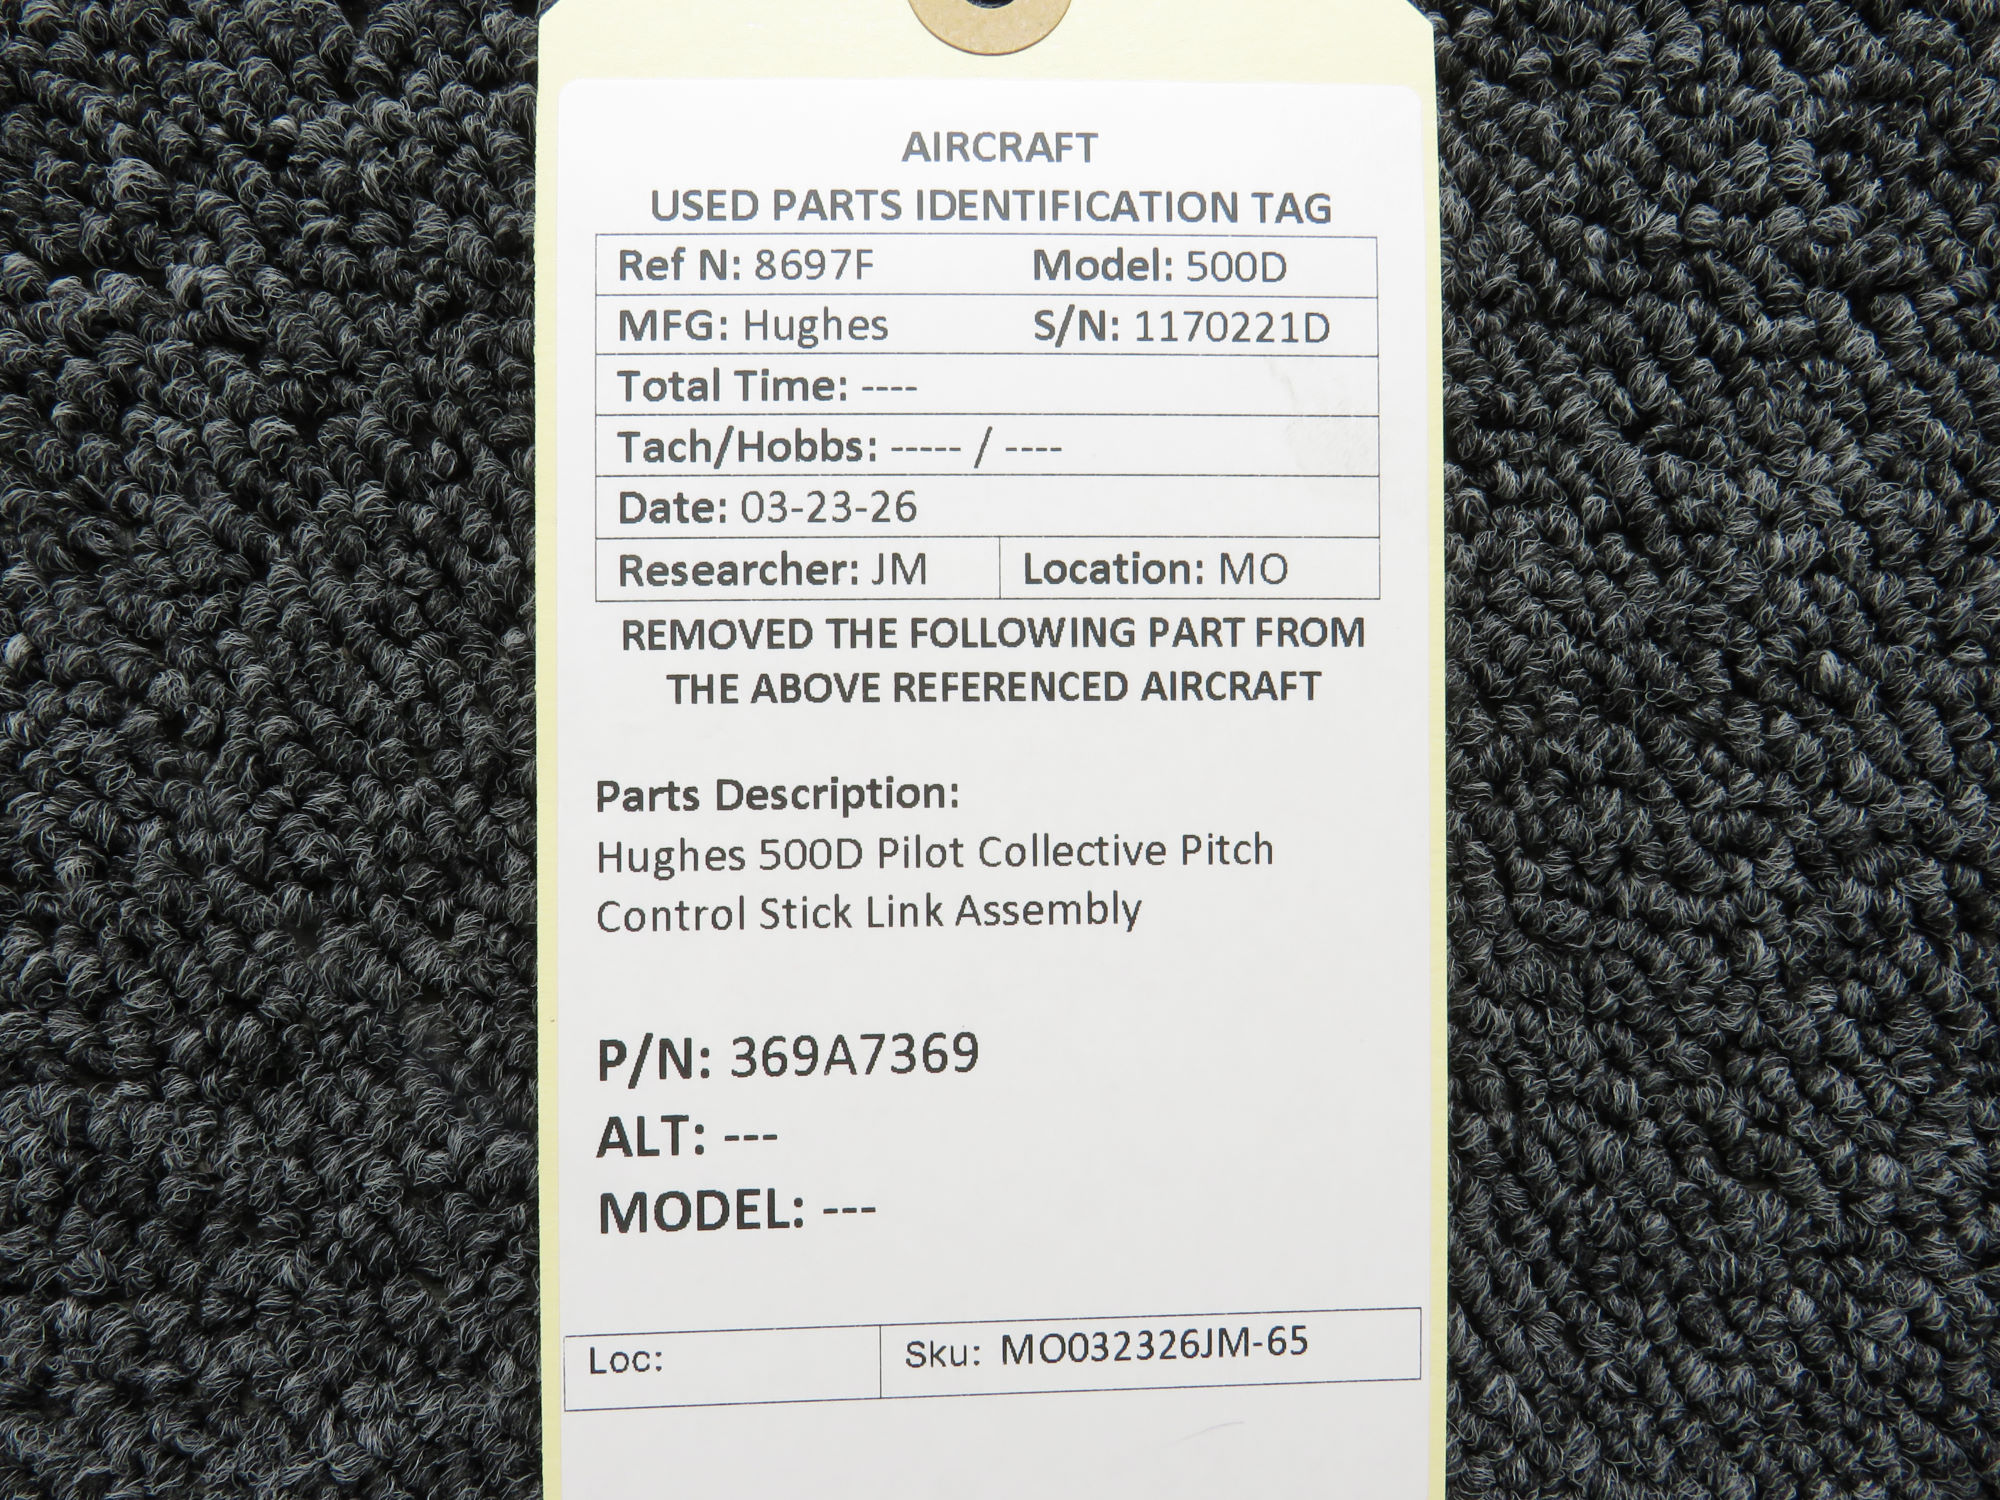 AIRCRAFT
USED PARTS IDENTIFICATION TAG
Ref N: 8697F Model: 500D
MFG: Hughes S/N: 1170221D
Total Time: ----
Tach/Hobbs: ----- / ----
Date: 03-23-26
Researcher: JM Location: MO
REMOVED THE FOLLOWING PART FROM
THE ABOVE REFERENCED AIRCRAFT
Parts Description:
Hughes 500D Pilot Collective Pitch
Control Stick Link Assembly
P/N: 369A7369
ALT: ---
MODEL: ---
Loc: Sku: MO032326JM-65